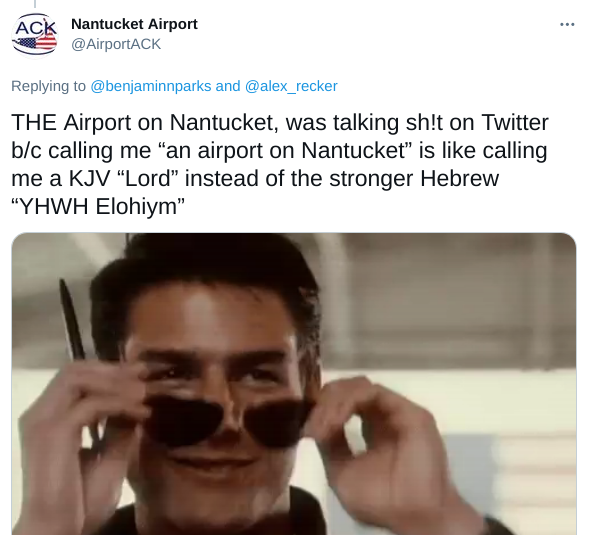 ACK
Nantucket Airport
@AirportACK
Replying to @benjaminnparks and @alex_recker
THE Airport on Nantucket, was talking sh!t on Twitter
b/c calling me “an airport on Nantucket” is like calling
me a KJV “Lord” instead of the stronger Hebrew
“YHWH Elohiym”